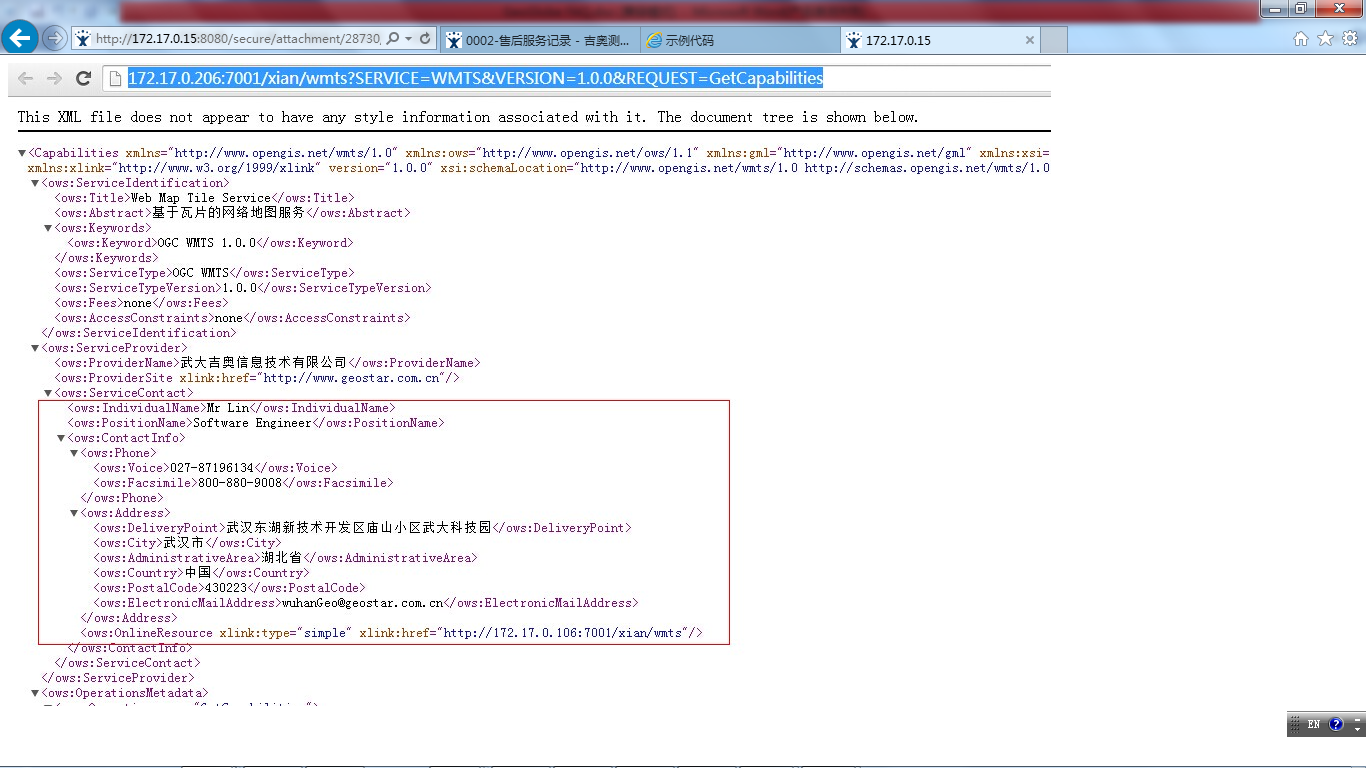 http://172.17.0.15:8080/secure/attachment/28730
0002-售后服务记录 - 吉奥测...
示例代码
172.17.0.15
172.17.0.206:7001/xian/wmts?SERVICE=WMTS&VERSION=1.0.0&REQUEST=GetCapabilities
This XML file does not appear to have any style information associated with it. The document tree is shown below.
▼<Capabilities xmlns="http://www.opengis.net/wmts/1.0" xmlns:ows="http://www.opengis.net/ows/1.1" xmlns:gml="http://www.opengis.net/gml" xmlns:xsi=
xmlns:xlink="http://www.w3.org/1999/xlink" version="1.0.0" xsi:schemaLocation="http://www.opengis.net/wmts/1.0 http://schemas.opengis.net/wmts/1.0
▼<ows:ServiceIdentification>
<ows:Title>Web Map Tile Service</ows:Title>
<ows:Abstract>基于瓦片的网络地图服务</ows:Abstract>
▼<ows:Keywords>
<ows:Keyword>OGC WMTS 1.0.0</ows:Keyword>
</ows:Keywords>
<ows:ServiceType>OGC WMTS</ows:ServiceType>
<ows:ServiceTypeVersion>1.0.0</ows:ServiceTypeVersion>
<ows:Fees>none</ows:Fees>
<ows:AccessConstraints>none</ows:AccessConstraints>
</ows:ServiceIdentification>
▼<ows:ServiceProvider>
<ows:ProviderName>武大吉奥信息技术有限公司</ows:ProviderName>
<ows:ProviderSite xlink:href="http://www.geostar.com.cn"/>
▼<ows:ServiceContact>
<ows:IndividualName>Mr Lin</ows:IndividualName>
<ows:PositionName>Software Engineer</ows:PositionName>
▼<ows:ContactInfo>
▼<ows:Phone>
<ows:Voice>027-87196134</ows:Voice>
<ows:Facsimile>800-880-9008</ows:Facsimile>
</ows:Phone>
▼<ows:Address>
<ows:DeliveryPoint>武汉东湖新技术开发区庙山小区武大科技园</ows:DeliveryPoint>
<ows:City>武汉市</ows:City>
<ows:AdministrativeArea>湖北省</ows:AdministrativeArea>
<ows:Country>中国</ows:Country>
<ows:PostalCode>430223</ows:PostalCode>
<ows:ElectronicMailAddress>wuhanGeo@geostar.com.cn</ows:ElectronicMailAddress>
</ows:Address>
<ows:OnlineResource xlink:type="simple" xlink:href="http://172.17.0.106:7001/xian/wmts"/>
</ows:ContactInfo>
</ows:ServiceContact>
</ows:ServiceProvider>
▼<ows:OperationsMetadata>
EN